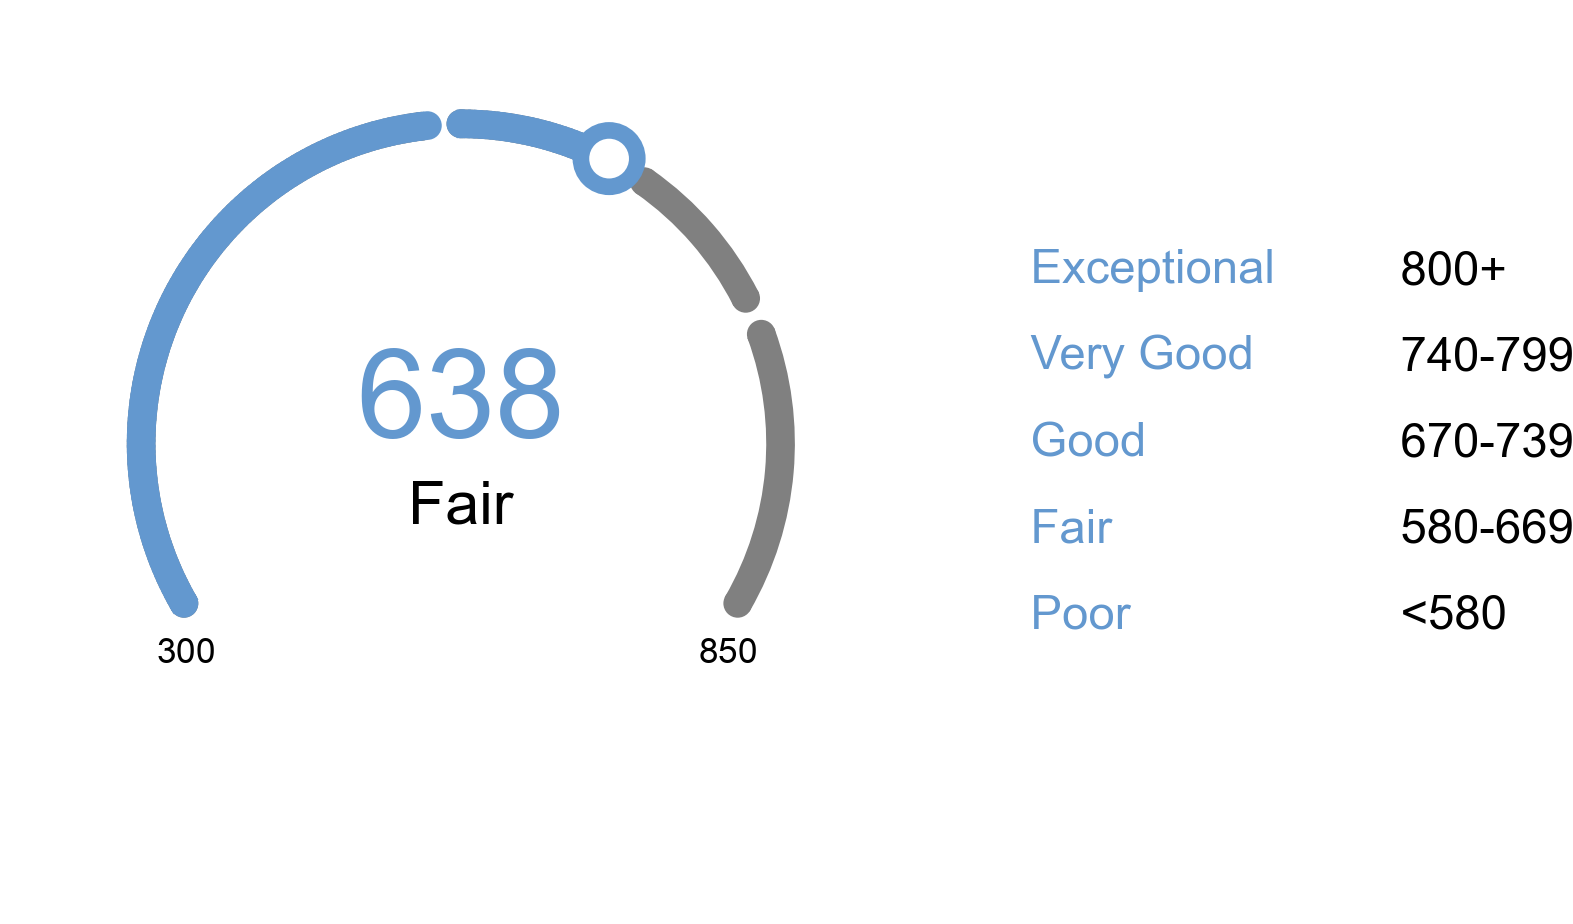 638
Fair
300
850
Exceptional 800+
Very Good 740-799
Good 670-739
Fair 580-669
Poor <580